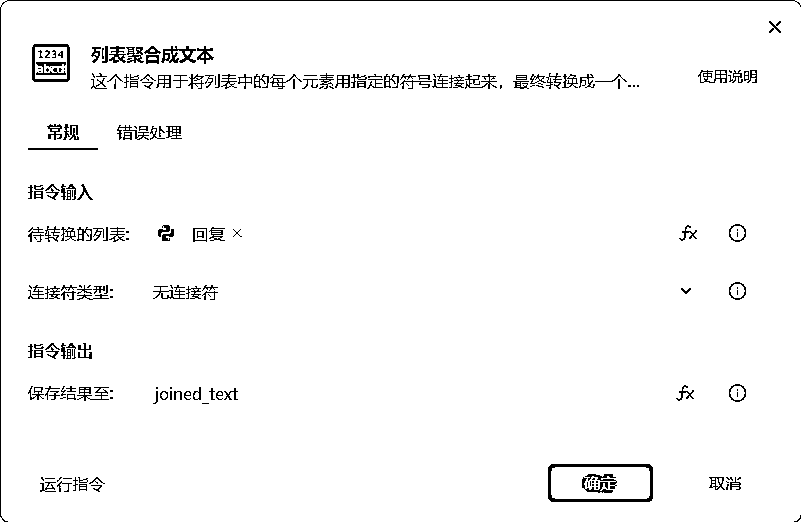 1234
abcd
列表聚合成文本
这个指令用于将列表中的每个元素用指定的符号连接起来，最终转换成一个...
使用说明
常规
错误处理
指令输入
待转换的列表:
回复
fx
连接符类型:
无连接符
指令输出
保存结果至:
joined_text
fx
运行指令
确定
取消